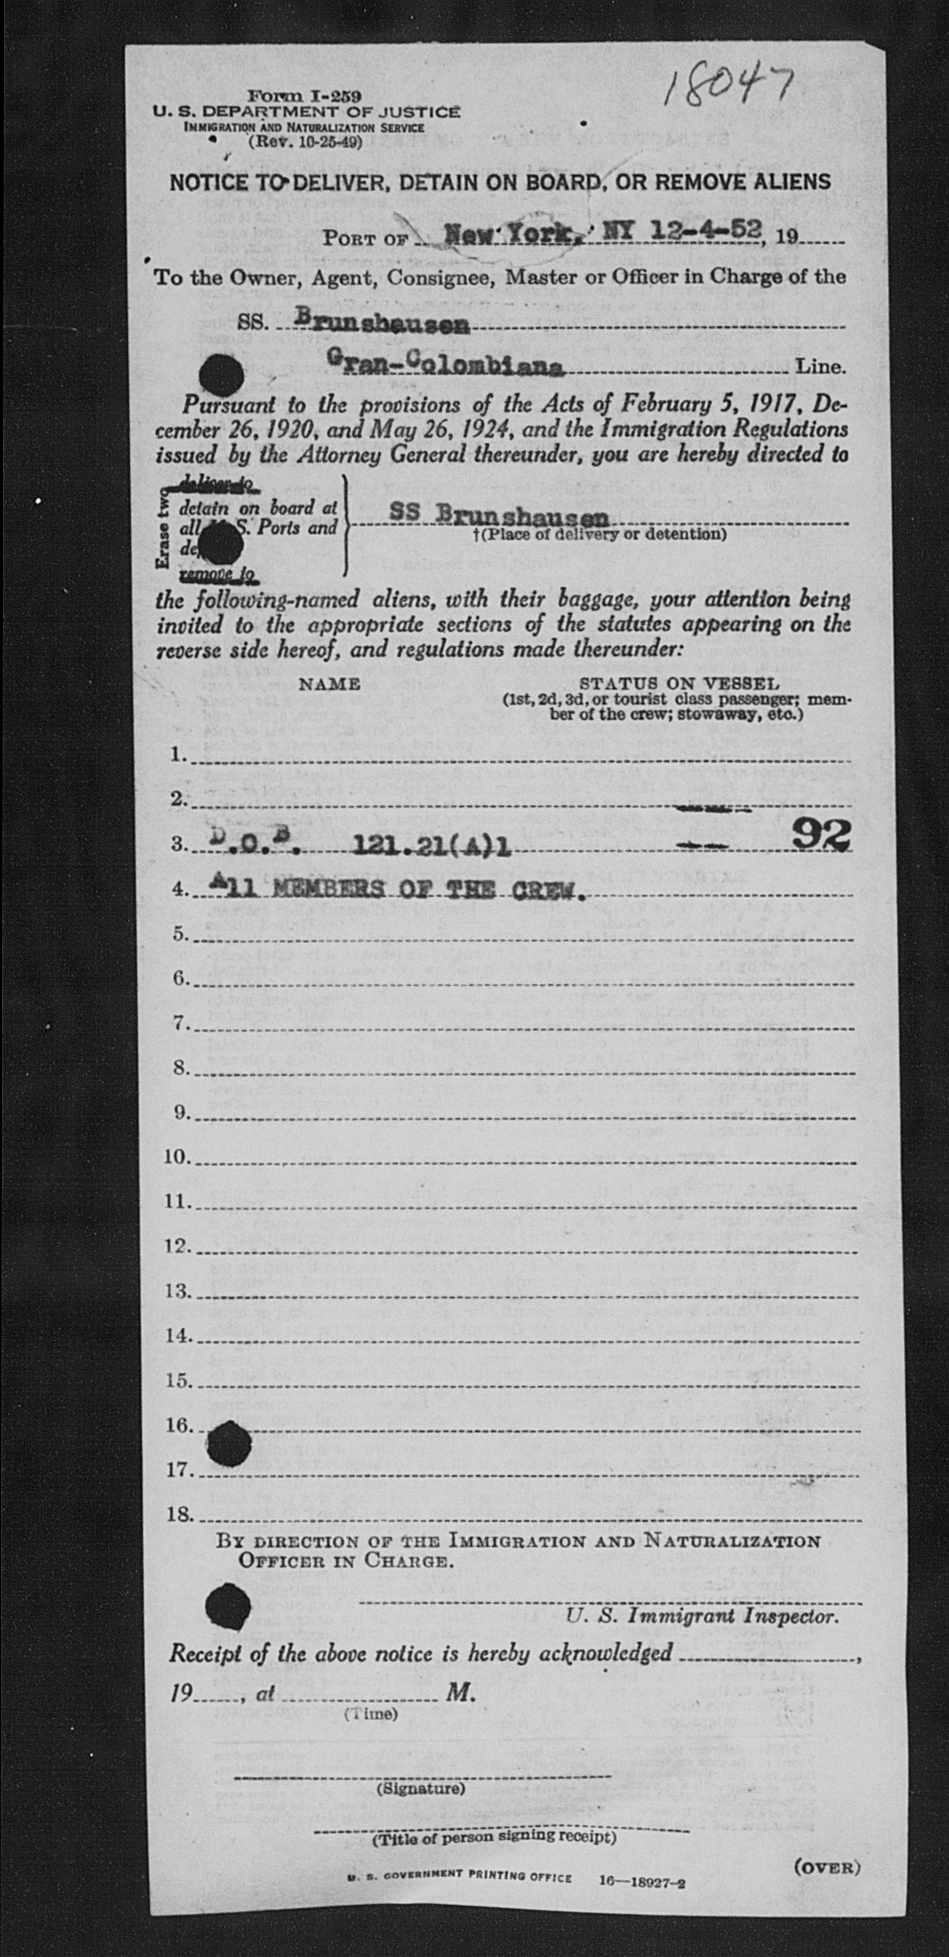 18047
Form I-259
U. S. DEPARTMENT OF JUSTICE
IMMIGRATION AND NATURALIZATION SERVICE
(Rev. 10-25-49)
NOTICE TO DELIVER, DETAIN ON BOARD, OR REMOVE ALIENS
PORT OF New York, NY 12-4-52, 19
To the Owner, Agent, Consignee, Master or Officer in Charge of the
SS. Brunshausen
Gran-Colombiana Line.
Pursuant to the provisions of the Acts of February 5, 1917, De-
cember 26, 1920, and May 26, 1924, and the Immigration Regulations
issued by the Attorney General thereunder, you are hereby directed to
Erase two
deliver to
detain on board at
all S. Ports and
remove to
SS Brunshausen
†(Place of delivery or detention)
the following-named aliens, with their baggage, your attention being
invited to the appropriate sections of the statutes appearing on the
reverse side hereof, and regulations made thereunder:
NAME STATUS ON VESSEL
(1st, 2d, 3d, or tourist class passenger; mem-
ber of the crew; stowaway, etc.)
1.
2.
3. D.O.B. 121.21(A)1 -- 92
4. All MEMBERS OF THE CREW.
5.
6.
7.
8.
9.
10.
11.
12.
13.
14.
15.
16.
17.
18.
BY DIRECTION OF THE IMMIGRATION AND NATURALIZATION
OFFICER IN CHARGE.
U. S. Immigrant Inspector.
Receipt of the above notice is hereby acknowledged ,
19 , at M.
(Time)
(Signature)
(Title of person signing receipt)
(OVER)
U. S. GOVERNMENT PRINTING OFFICE 16—18927-2